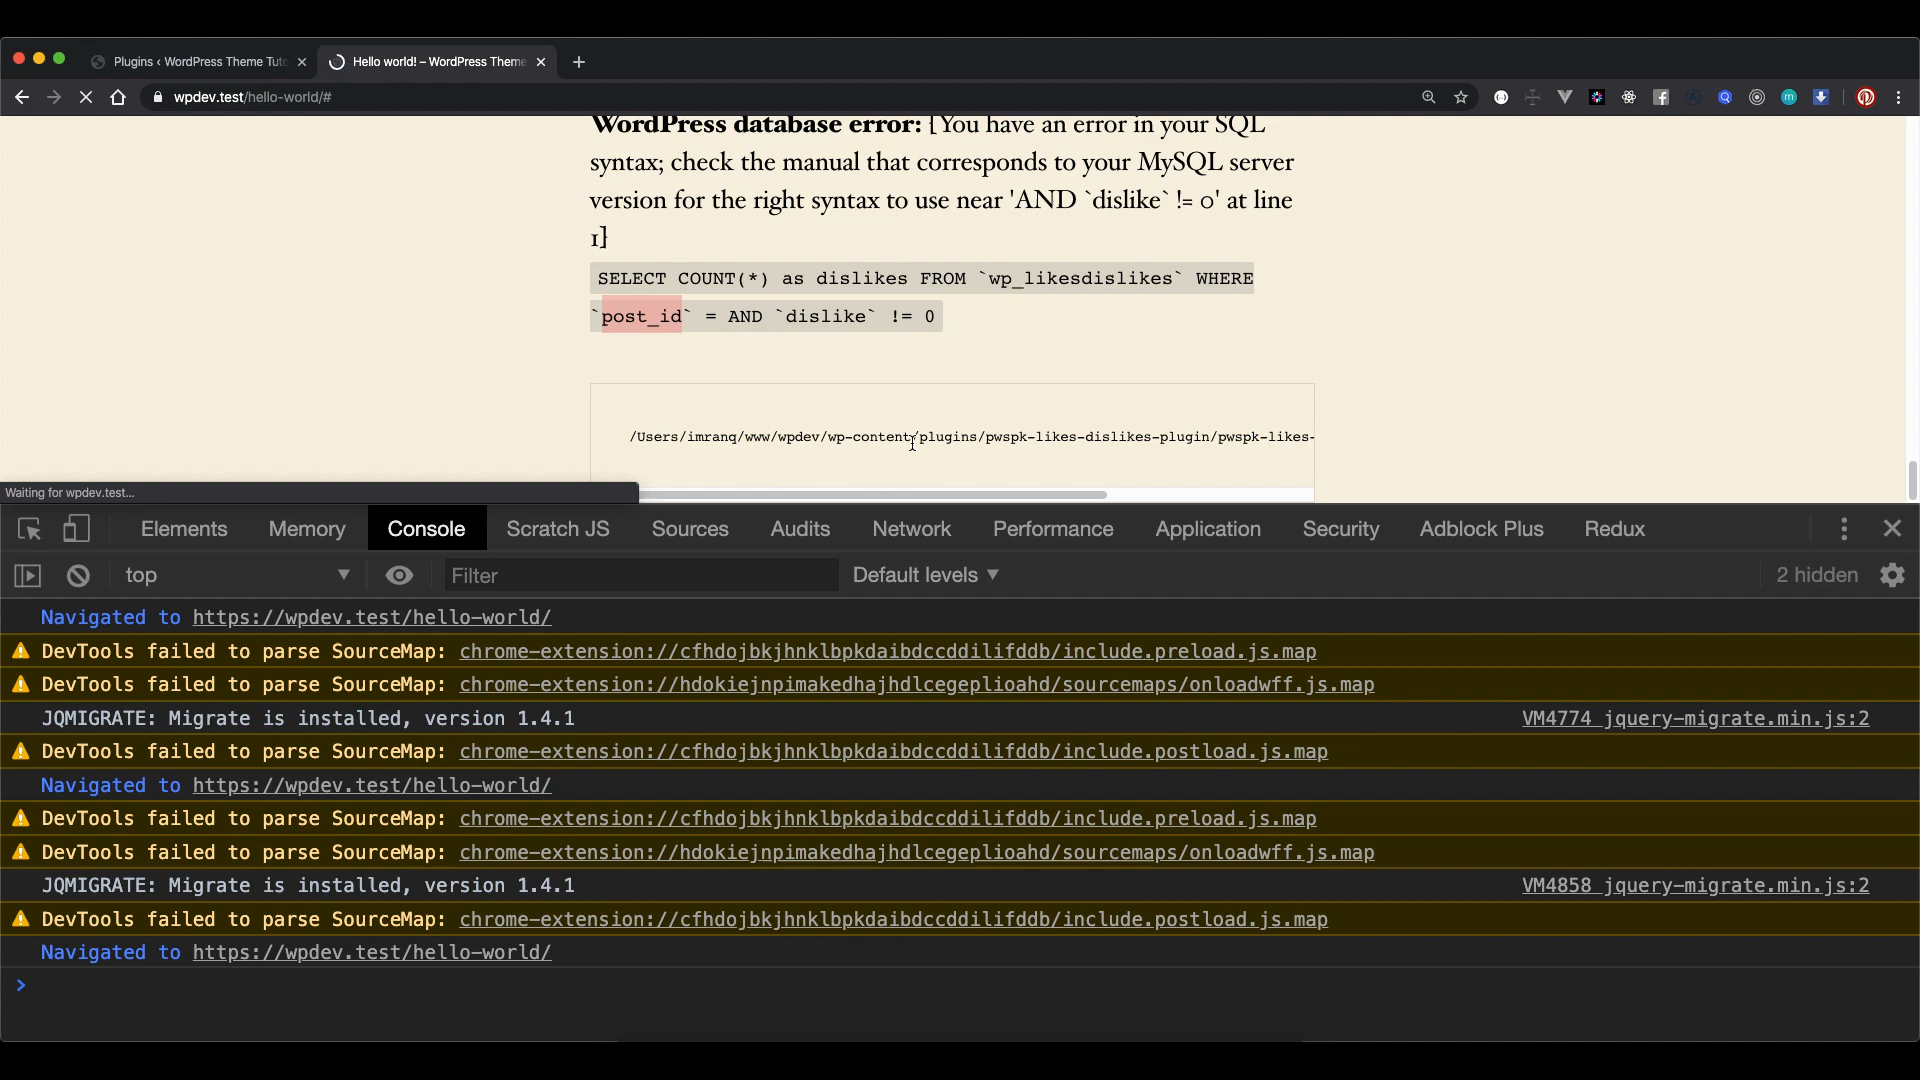 Plugins ‹ WordPress Theme Tuto
Hello world! – WordPress Theme
wpdev.test/hello-world/#
WordPress database error: [You have an error in your SQL
syntax; check the manual that corresponds to your MySQL server
version for the right syntax to use near 'AND `dislike` != 0' at line
1]
SELECT COUNT(*) as dislikes FROM `wp_likesdislikes` WHERE
`post_id` = AND `dislike` != 0
/Users/imranq/www/wpdev/wp-content/plugins/pwspk-likes-dislikes-plugin/pwspk-likes-
Waiting for wpdev.test...
Elements Memory Console Scratch JS Sources Audits Network Performance Application Security Adblock Plus Redux
top Filter Default levels 2 hidden
Navigated to https://wpdev.test/hello-world/
DevTools failed to parse SourceMap: chrome-extension://cfhdojbkjhnklbpkdaibdccddilifddb/include.preload.js.map
DevTools failed to parse SourceMap: chrome-extension://hdokiejnpimakedhajhdlcegeplioahd/sourcemaps/onloadwff.js.map
JQMIGRATE: Migrate is installed, version 1.4.1 VM4774 jquery-migrate.min.js:2
DevTools failed to parse SourceMap: chrome-extension://cfhdojbkjhnklbpkdaibdccddilifddb/include.postload.js.map
Navigated to https://wpdev.test/hello-world/
DevTools failed to parse SourceMap: chrome-extension://cfhdojbkjhnklbpkdaibdccddilifddb/include.preload.js.map
DevTools failed to parse SourceMap: chrome-extension://hdokiejnpimakedhajhdlcegeplioahd/sourcemaps/onloadwff.js.map
JQMIGRATE: Migrate is installed, version 1.4.1 VM4858 jquery-migrate.min.js:2
DevTools failed to parse SourceMap: chrome-extension://cfhdojbkjhnklbpkdaibdccddilifddb/include.postload.js.map
Navigated to https://wpdev.test/hello-world/